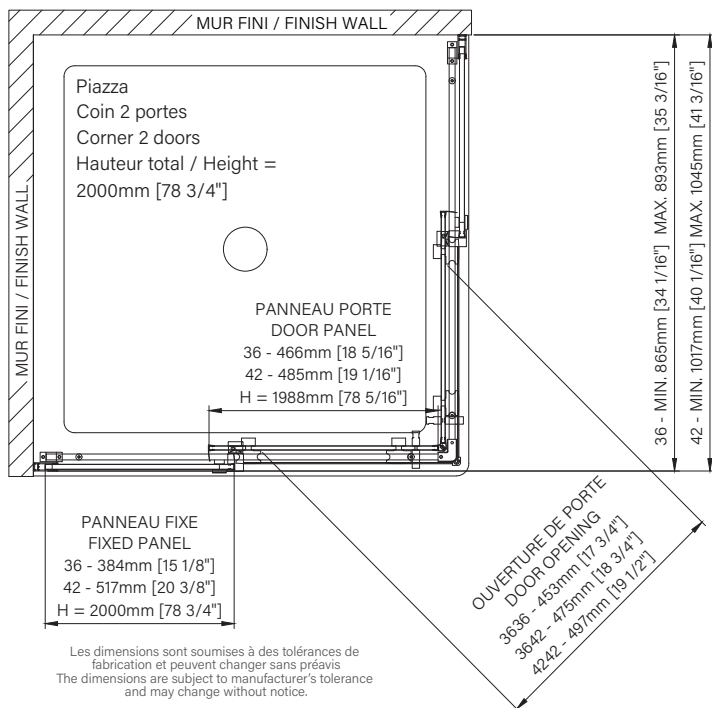 MUR FINI / FINISH WALL
MUR FINI / FINISH WALL
Piazza
Coin 2 portes
Corner 2 doors
Hauteur total / Height =
2000mm [78 3/4"]
PANNEAU PORTE
DOOR PANEL
36 - 466mm [18 5/16"]
42 - 485mm [19 1/16"]
H = 1988mm [78 5/16"]
36 - MIN. 865mm [34 1/16"] MAX. 893mm [35 3/16"]
42 - MIN. 1017mm [40 1/16"] MAX. 1045mm [41 3/16"]
PANNEAU FIXE
FIXED PANEL
36 - 384mm [15 1/8"]
42 - 517mm [20 3/8"]
H = 2000mm [78 3/4"]
OUVERTURE DE PORTE
DOOR OPENING
3636 - 453mm [17 3/4"]
3642 - 475mm [18 3/4"]
4242 - 497mm [19 1/2"]
Les dimensions sont soumises à des tolérances de
fabrication et peuvent changer sans préavis
The dimensions are subject to manufacturer's tolerance
and may change without notice.